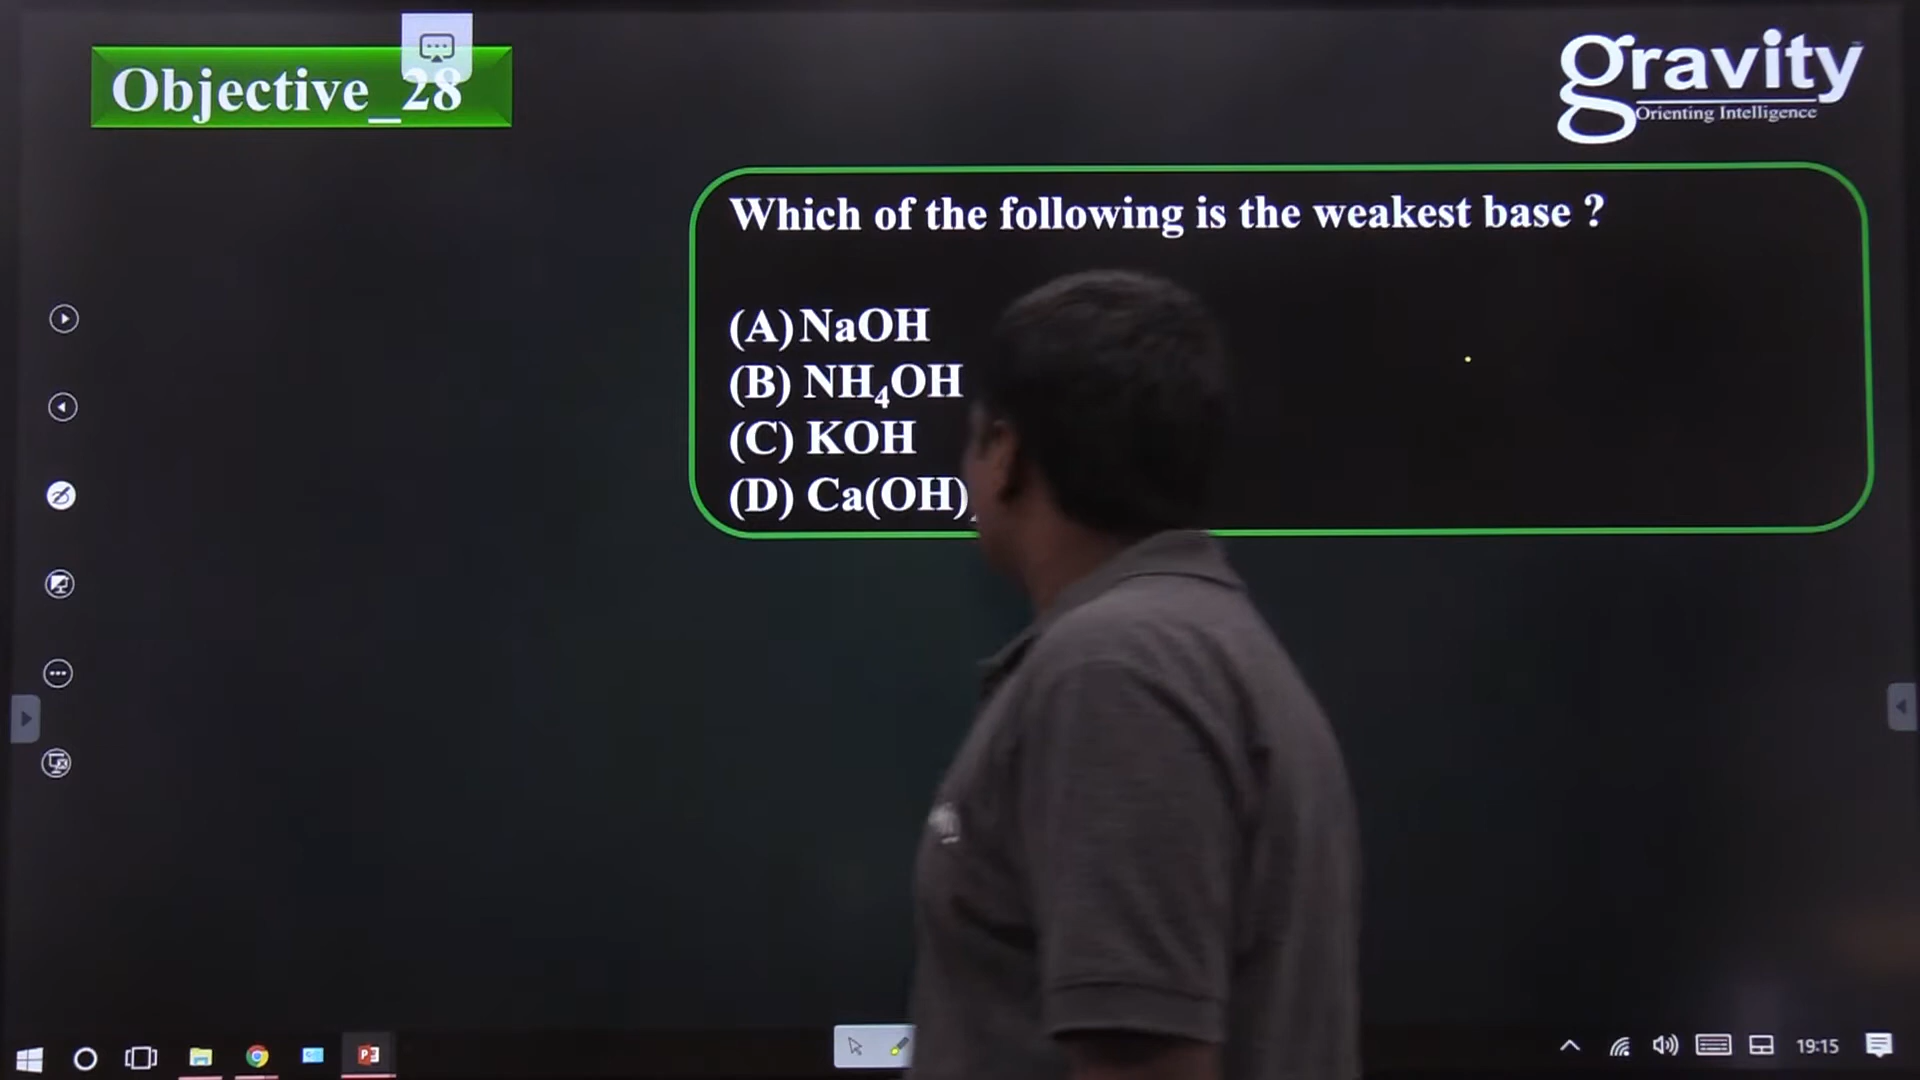 Objective_28
gravity
Orienting Intelligence
Which of the following is the weakest base ?
(A) NaOH
(B) NH₄OH
(C) KOH
(D) Ca(OH)
19:15